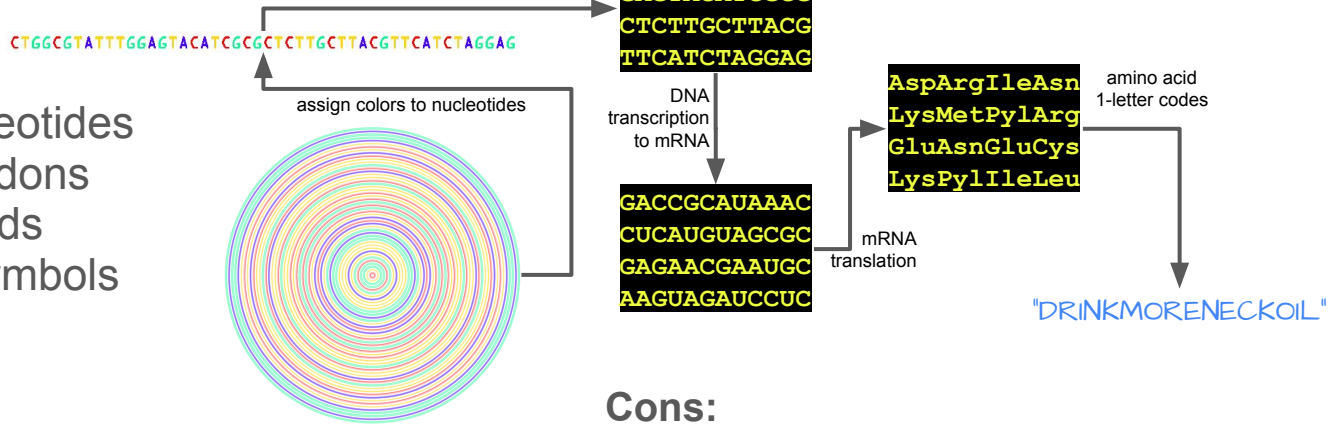 CTGGCGTATTTGGAGTACATCGCGCTCTTGCTTACGTTCATCTAGGAG
CTCTTGCTTACG
TTCATCTAGGAG
assign colors to nucleotides
eotides
dons
ds
ymbols
DNA
transcription
to mRNA
GACCGCAUAAAC
CUCAUGUAGCGC
GAGAACGAAUGC
AAGUAGAUCCUC
mRNA
translation
AspArgIleAsn
LysMetPylArg
GluAsnGluCys
LysPylIleLeu
amino acid
1-letter codes
"DRINKMORENECKOIL"
Cons: